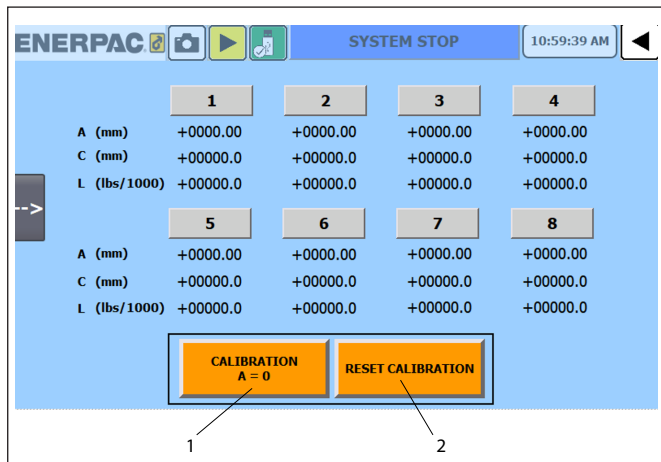 ENERPAC. SYSTEM STOP 10:59:39 AM
1 2 3 4
A (mm) +0000.00 +0000.00 +0000.00 +0000.00
C (mm) +00000.0 +00000.0 +00000.0 +00000.0
L (lbs/1000) +00000.0 +00000.0 +00000.0 +00000.0
-->
5 6 7 8
A (mm) +0000.00 +0000.00 +0000.00 +0000.00
C (mm) +00000.0 +00000.0 +00000.0 +00000.0
L (lbs/1000) +00000.0 +00000.0 +00000.0 +00000.0
CALIBRATION
A = 0
RESET CALIBRATION
1 2